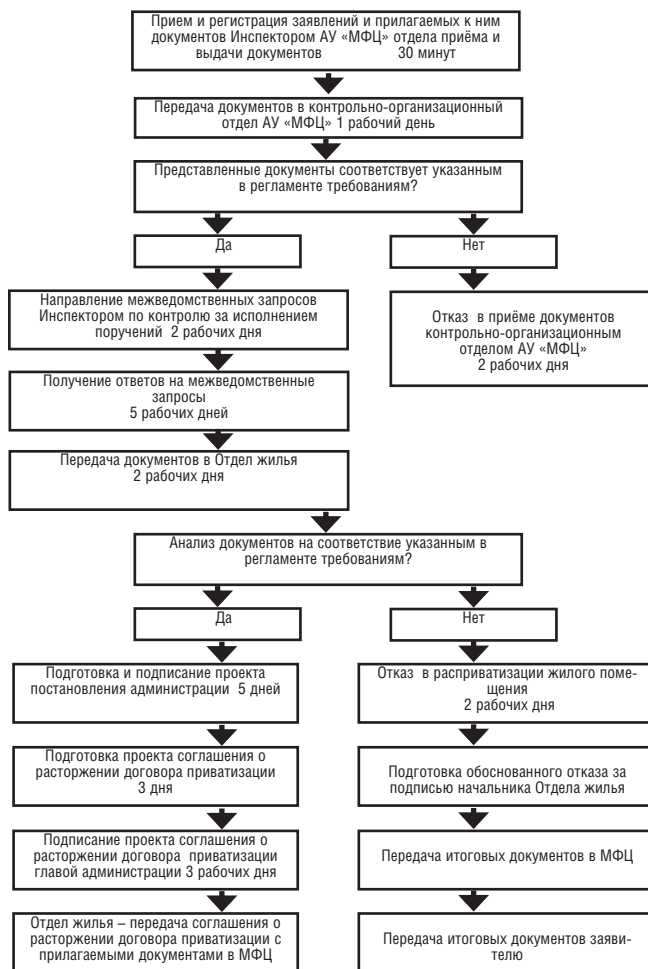 Прием и регистрация заявлений и прилагаемых к ним
документов Инспектором АУ «МФЦ» отдела приёма и
выдачи документов 30 минут
Передача документов в контрольно-организационный
отдел АУ «МФЦ» 1 рабочий день
Представленные документы соответствует указанным
в регламенте требованиям?
Да
Нет
Направление межведомственных запросов
Инспектором по контролю за исполнением
поручений 2 рабочих дня
Отказ в приёме документов
контрольно-организационным
отделом АУ «МФЦ»
2 рабочих дня
Получение ответов на межведомственные
запросы
5 рабочих дней
Передача документов в Отдел жилья
2 рабочих дня
Анализ документов на соответствие указанным в
регламенте требованиям?
Да
Нет
Подготовка и подписание проекта
постановления администрации 5 дней
Отказ в расприватизации жилого поме-
щения
2 рабочих дня
Подготовка проекта соглашения о
расторжении договора приватизации
3 дня
Подготовка обоснованного отказа за
подписью начальника Отдела жилья
Подписание проекта соглашения о
расторжении договора приватизации
главой администрации 3 рабочих дня
Передача итоговых документов в МФЦ
Отдел жилья – передача соглашения о
расторжении договора приватизации с
прилагаемыми документами в МФЦ
Передача итоговых документов заяви-
телю